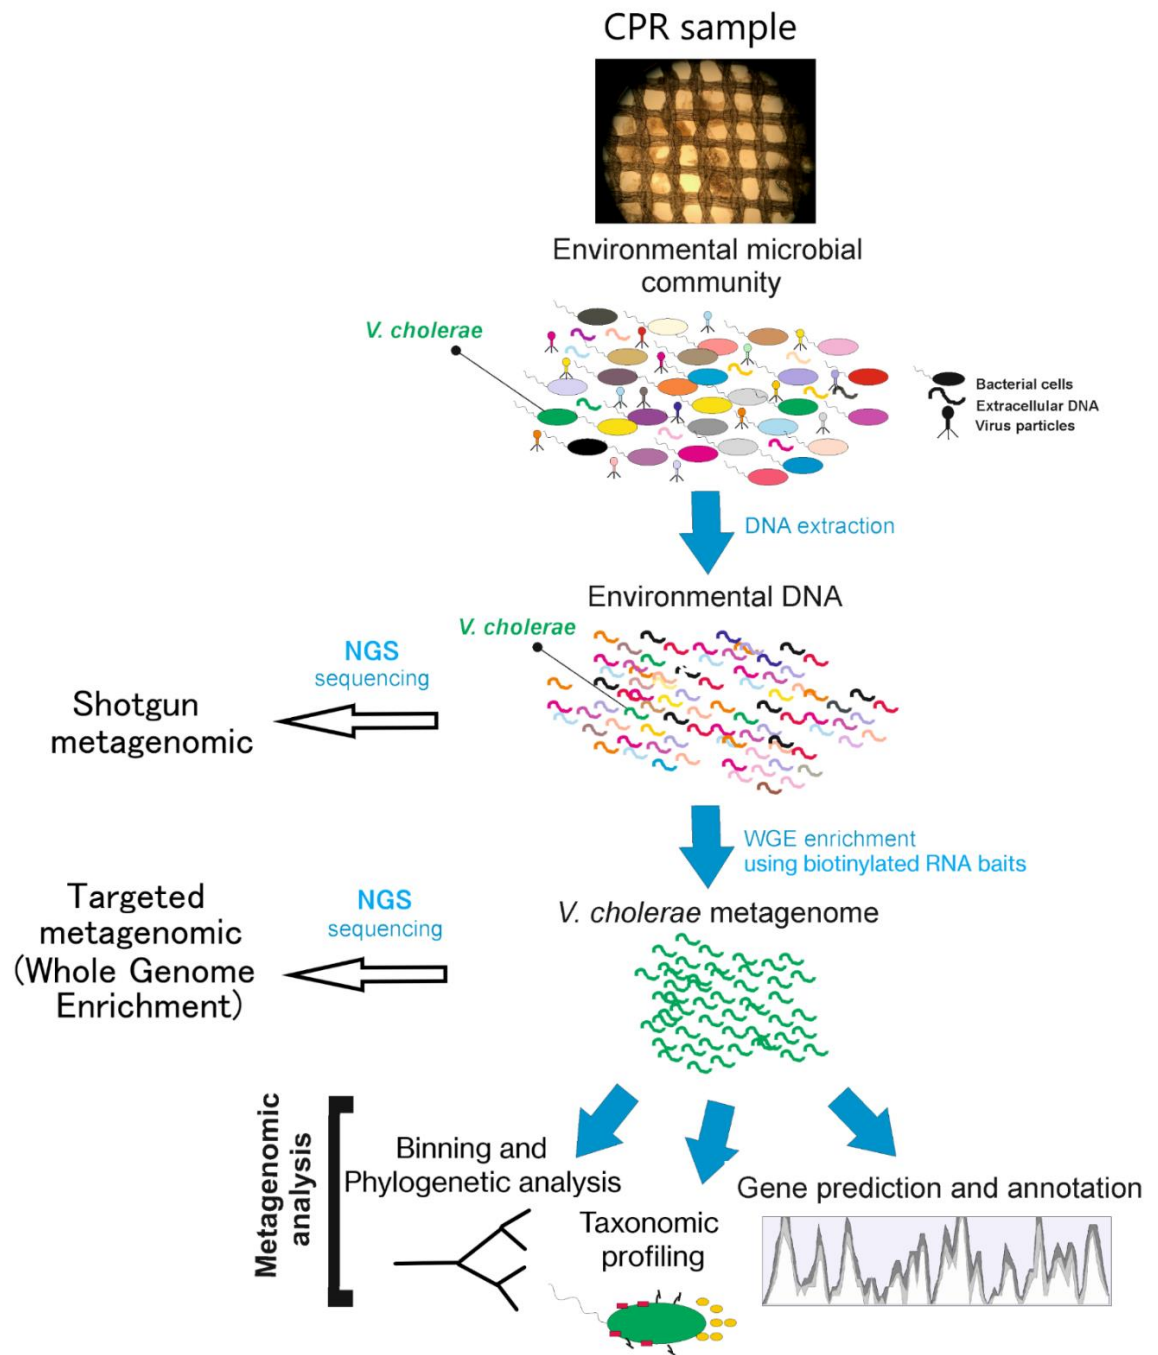 CPR sample
Environmental microbial
community
V. cholerae
Bacterial cells
Extracellular DNA
Virus particles
DNA extraction
Environmental DNA
V. cholerae
NGS
sequencing
Shotgun
metagenomic
WGE enrichment
using biotinylated RNA baits
Targeted
metagenomic
(Whole Genome
Enrichment)
NGS
sequencing
V. cholerae metagenome
Metagenomic
analysis
Binning and
Phylogenetic analysis
Taxonomic
profiling
Gene prediction and annotation